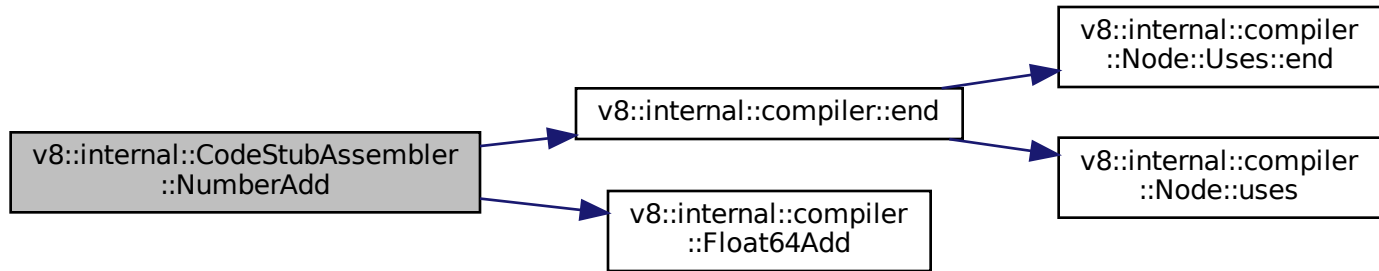 v8::internal::CodeStubAssembler
::NumberAdd
v8::internal::compiler::end
v8::internal::compiler
::Float64Add
v8::internal::compiler
::Node::Uses::end
v8::internal::compiler
::Node::uses